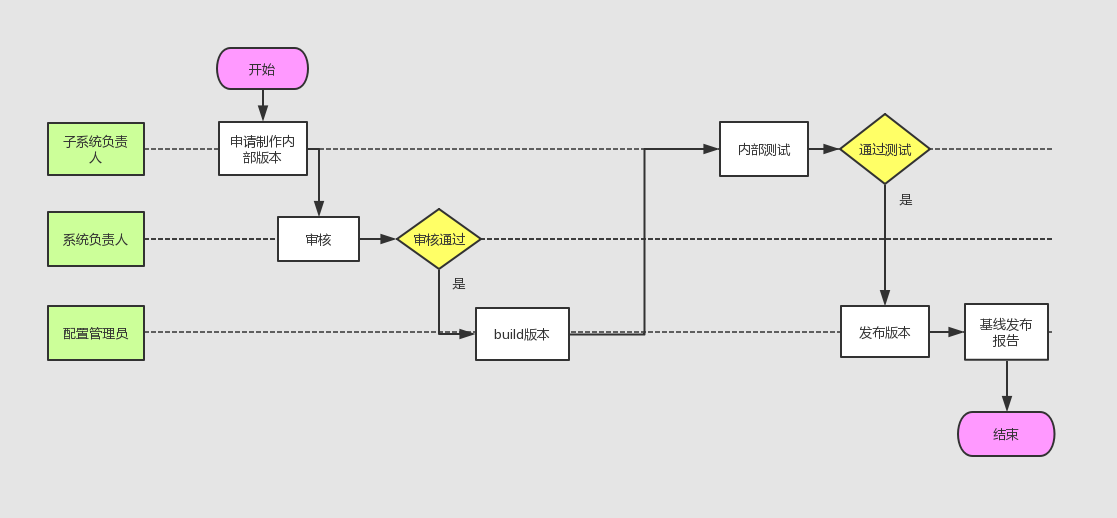 开始
子系统负责
人
申请制作内
部版本
内部测试
通过测试
是
系统负责人
审核
审核通过
是
配置管理员
build版本
发布版本
基线发布
报告
结束